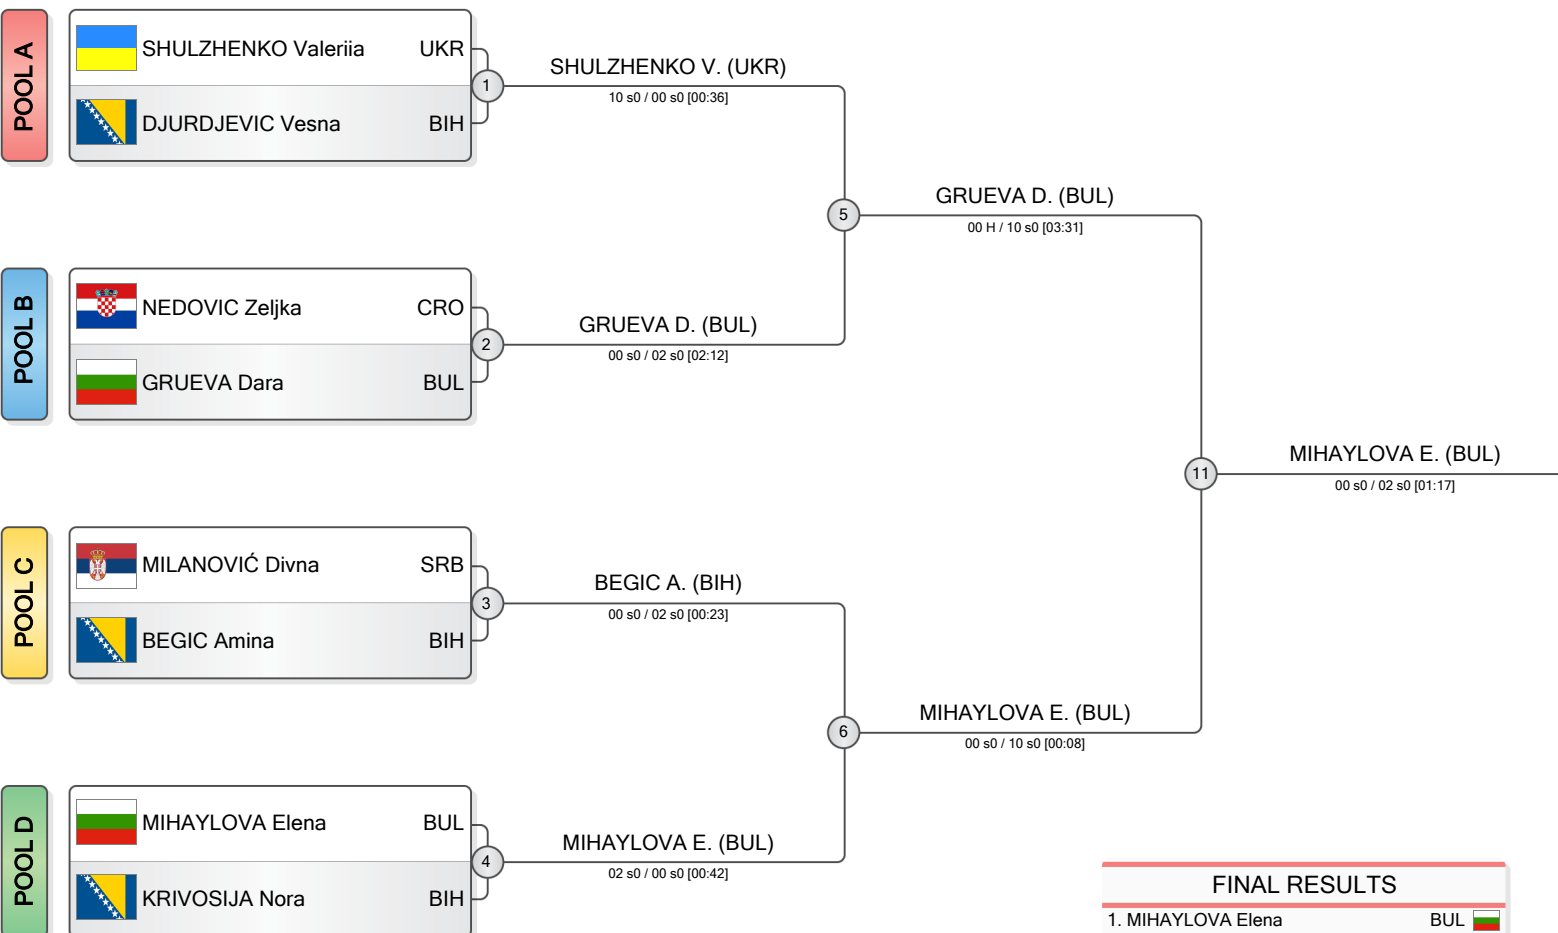 POOL A
SHULZHENKO Valeriia UKR
DJURDJEVIC Vesna BIH
1
SHULZHENKO V. (UKR)
10 s0 / 00 s0 [00:36]
5
GRUEVA D. (BUL)
00 H / 10 s0 [03:31]
POOL B
NEDOVIC Zeljka CRO
GRUEVA Dara BUL
2
GRUEVA D. (BUL)
00 s0 / 02 s0 [02:12]
11
MIHAYLOVA E. (BUL)
00 s0 / 02 s0 [01:17]
POOL C
MILANOVIĆ Divna SRB
BEGIC Amina BIH
3
BEGIC A. (BIH)
00 s0 / 02 s0 [00:23]
6
MIHAYLOVA E. (BUL)
00 s0 / 10 s0 [00:08]
POOL D
MIHAYLOVA Elena BUL
KRIVOSIJA Nora BIH
4
MIHAYLOVA E. (BUL)
02 s0 / 00 s0 [00:42]
FINAL RESULTS
1. MIHAYLOVA Elena BUL